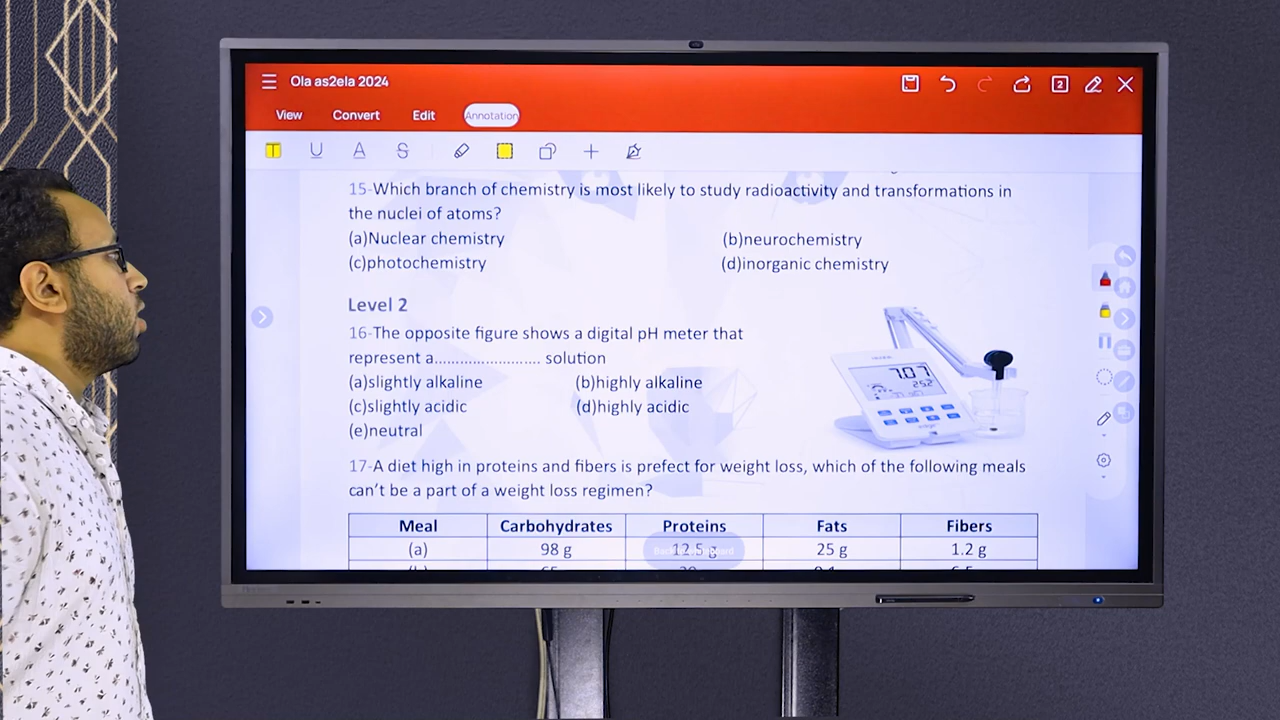 Ola as2ela 2024
2
View Convert Edit Annotation
T U A S
15-Which branch of chemistry is most likely to study radioactivity and transformations in
the nuclei of atoms?
(a)Nuclear chemistry (b)neurochemistry
(c)photochemistry (d)inorganic chemistry
Level 2
16-The opposite figure shows a digital pH meter that
represent a........................ solution
(a)slightly alkaline (b)highly alkaline
(c)slightly acidic (d)highly acidic
(e)neutral
7.07
25.2
17-A diet high in proteins and fibers is prefect for weight loss, which of the following meals
can't be a part of a weight loss regimen?
Meal Carbohydrates Proteins Fats Fibers
(a) 98 g 12.5 g 25 g 1.2 g